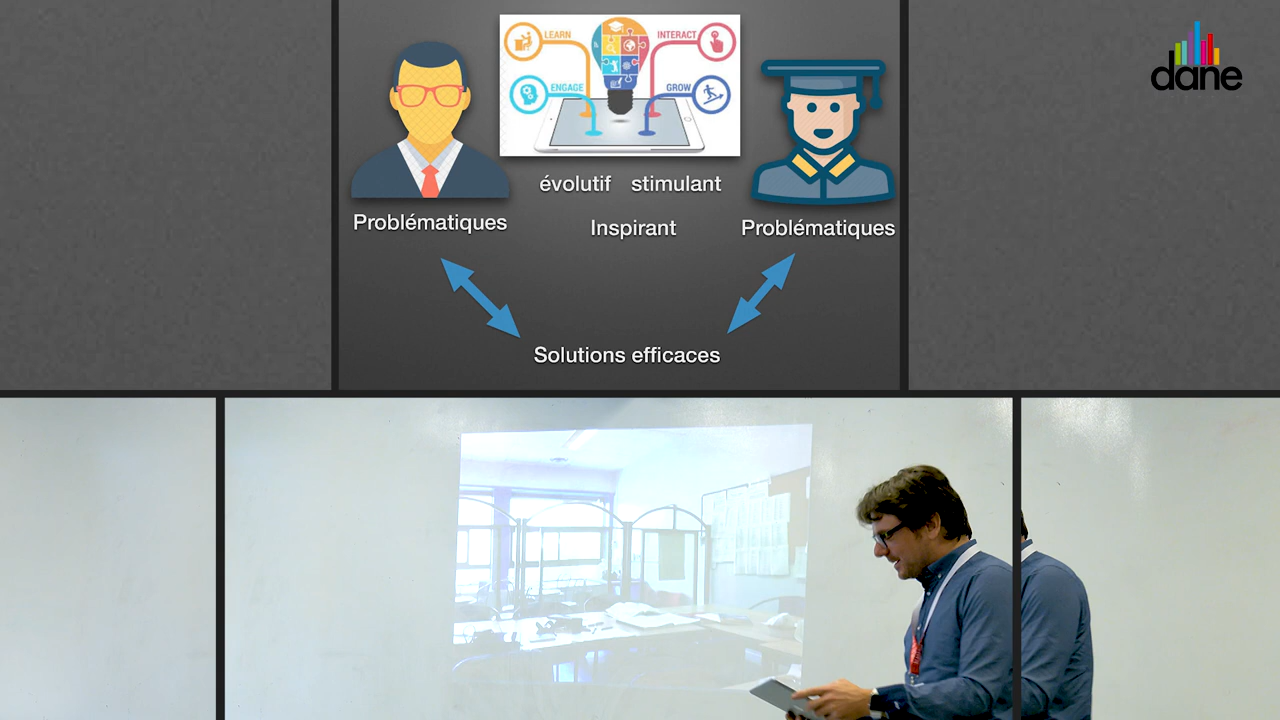 LEARN
INTERACT
ENGAGE
GROW
dane
évolutif stimulant
Problématiques
Inspirant
Problématiques
Solutions efficaces